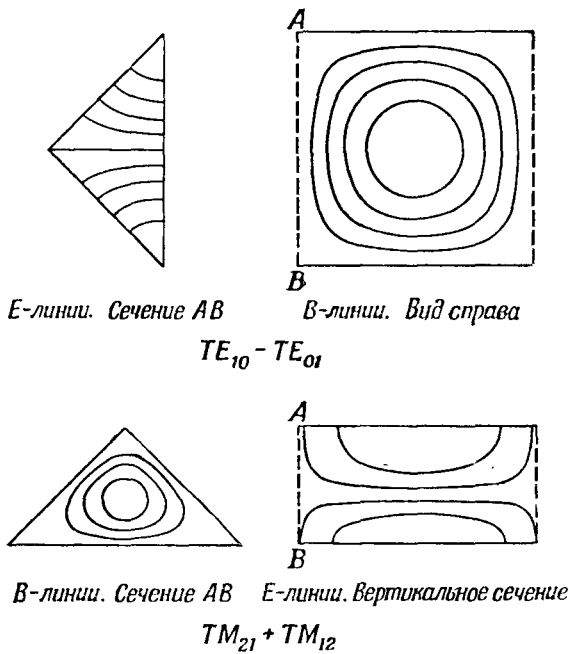 A
B
E-линии. Сечение AB
B-линии. Вид справа
TE₁₀ - TE₀₁
A
B
B-линии. Сечение AB
E-линии. Вертикальное сечение
TM₂₁ + TM₁₂